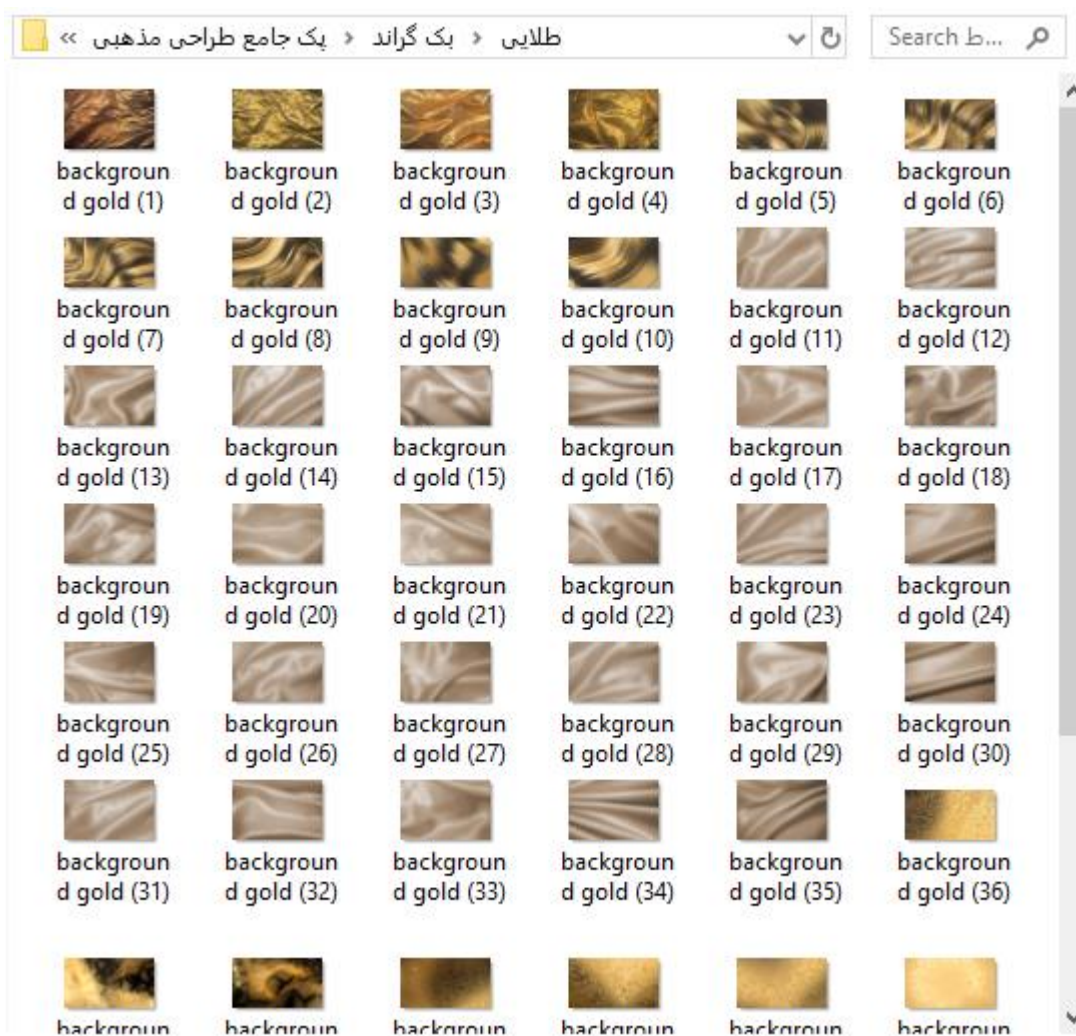 « پک جامع طراحی مذهبی › بک گراند › طلایی
Search ط...
backgroun
d gold (1)
backgroun
d gold (2)
backgroun
d gold (3)
backgroun
d gold (4)
backgroun
d gold (5)
backgroun
d gold (6)
backgroun
d gold (7)
backgroun
d gold (8)
backgroun
d gold (9)
backgroun
d gold (10)
backgroun
d gold (11)
backgroun
d gold (12)
backgroun
d gold (13)
backgroun
d gold (14)
backgroun
d gold (15)
backgroun
d gold (16)
backgroun
d gold (17)
backgroun
d gold (18)
backgroun
d gold (19)
backgroun
d gold (20)
backgroun
d gold (21)
backgroun
d gold (22)
backgroun
d gold (23)
backgroun
d gold (24)
backgroun
d gold (25)
backgroun
d gold (26)
backgroun
d gold (27)
backgroun
d gold (28)
backgroun
d gold (29)
backgroun
d gold (30)
backgroun
d gold (31)
backgroun
d gold (32)
backgroun
d gold (33)
backgroun
d gold (34)
backgroun
d gold (35)
backgroun
d gold (36)
backgroun
backgroun
backgroun
backgroun
backgroun
backgroun